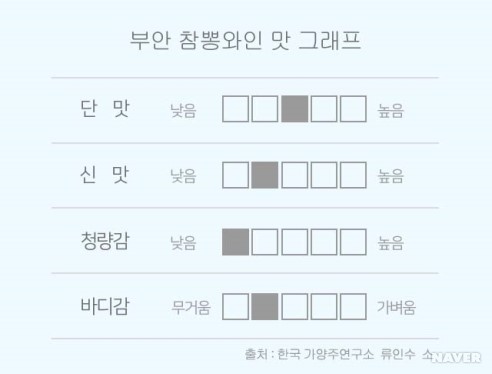 부안 참뽕와인 맛 그래프
단 맛 낮음 높음
신 맛 낮음 높음
청량감 낮음 높음
바디감 무거움 가벼움
출처 : 한국 가양주연구소 류인수 소
NAVER